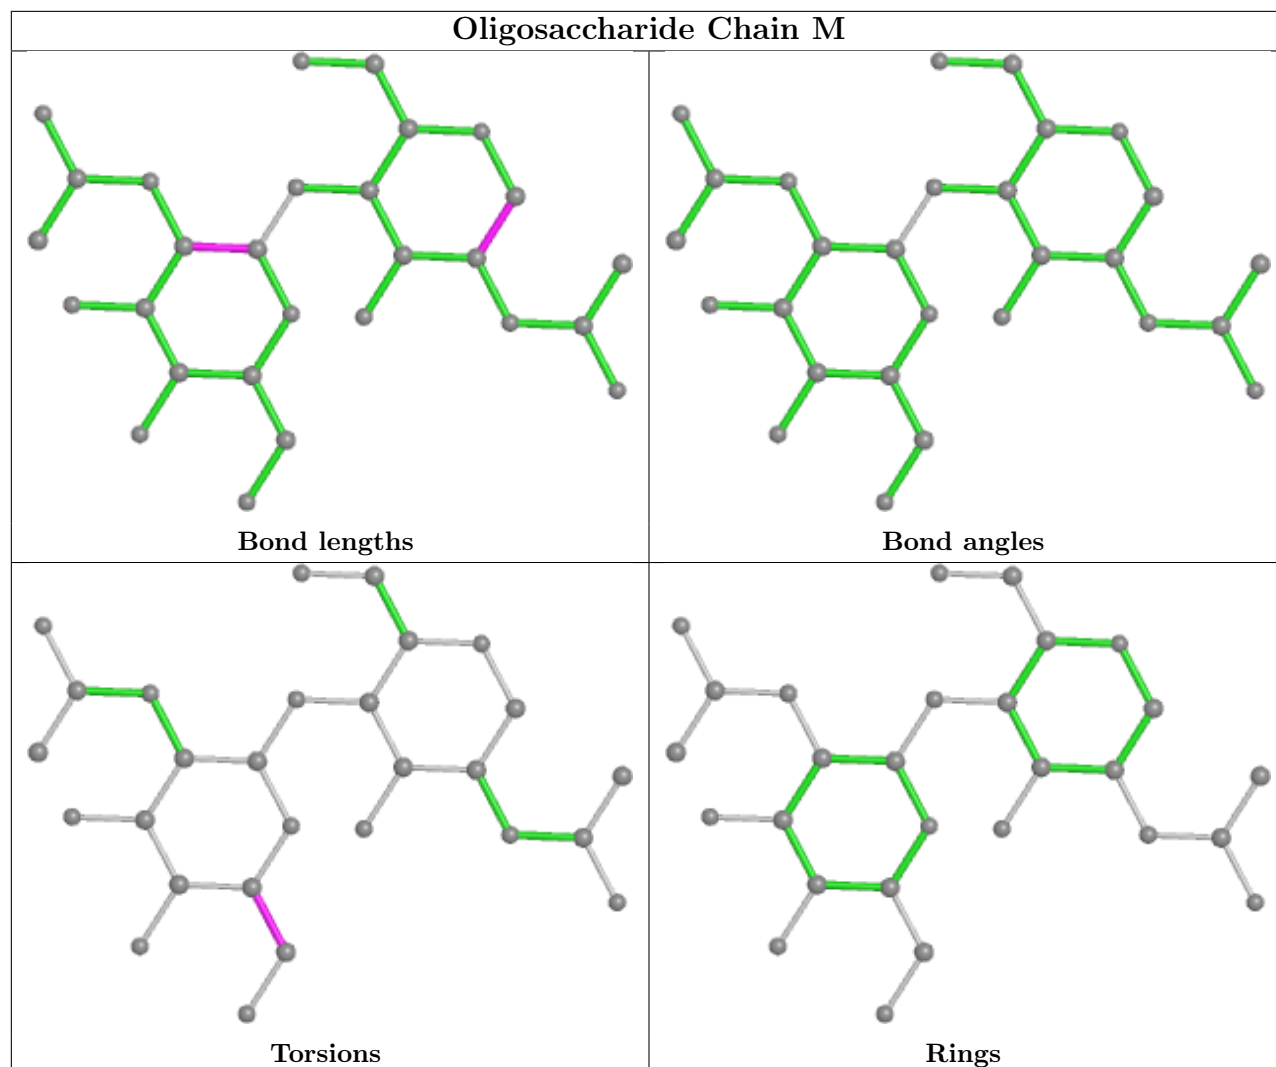 Oligosaccharide Chain M
Bond lengths
Bond angles
Torsions
Rings